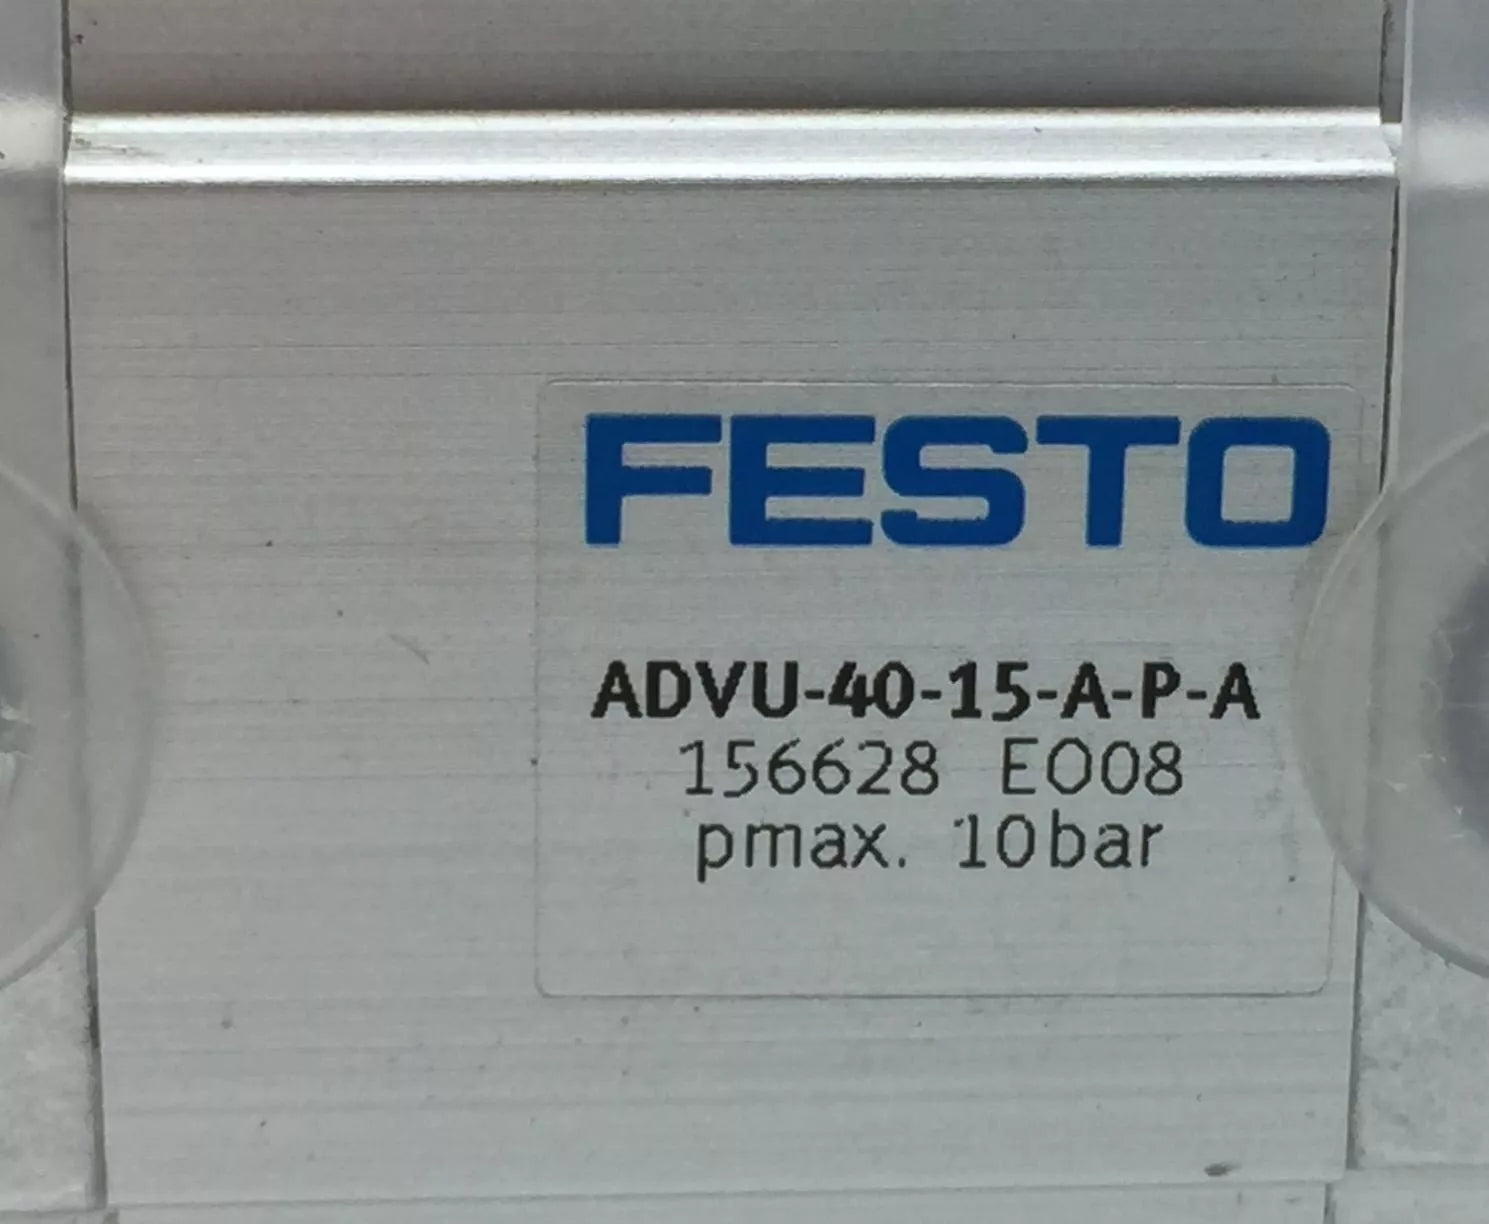 FESTO
ADVU-40-15-A-P-A
156628 E008
pmax. 10bar